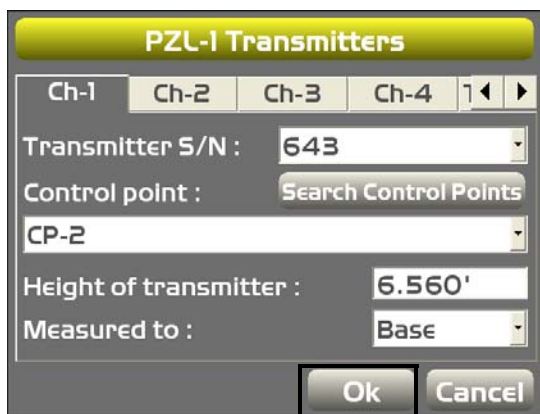 PZL-1 Transmitters
Ch-1 Ch-2 Ch-3 Ch-4
Transmitter S/N : 643
Control point : Search Control Points
CP-2
Height of transmitter : 6.560'
Measured to : Base
Ok Cancel